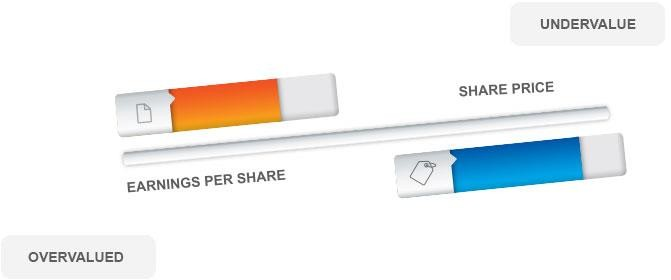 UNDERVALUE
SHARE PRICE
EARNINGS PER SHARE
OVERVALUED